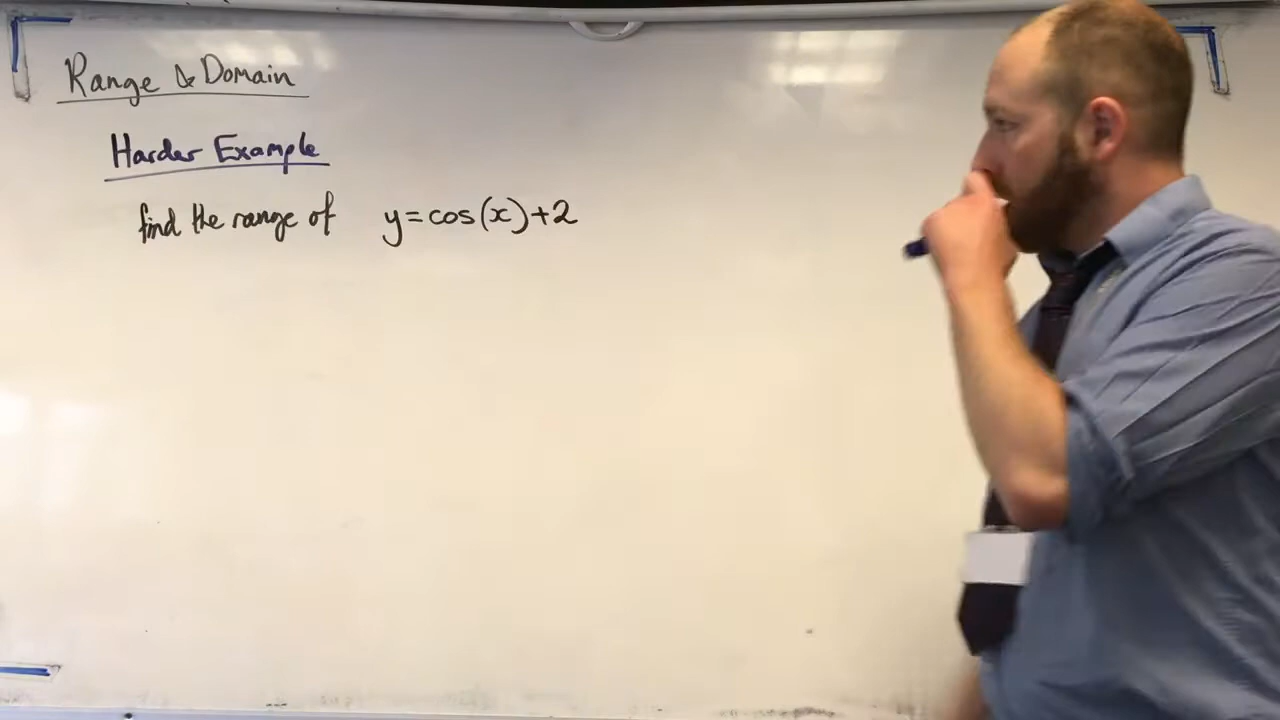 Range & Domain
Harder Example
find the range of y=cos(x)+2